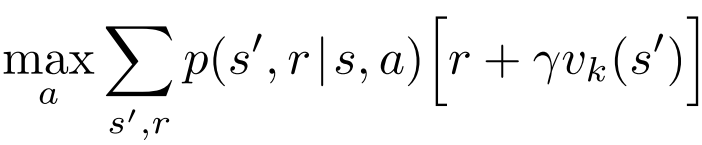 max_a ∑_{s′,r} p(s′, r | s, a) [r + γv_k(s′)]